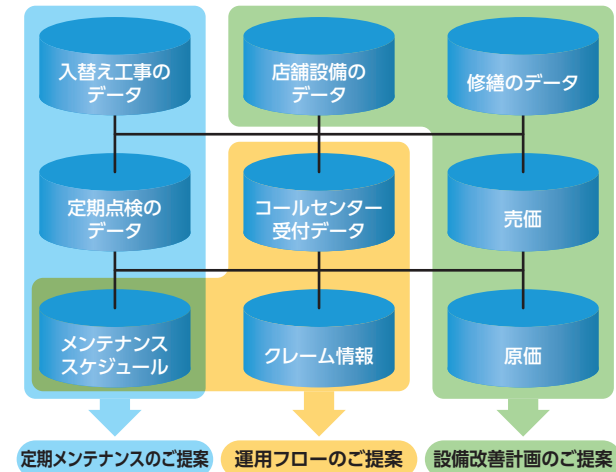 入替え工事の
データ
店舗設備の
データ
修繕のデータ
定期点検の
データ
コールセンター
受付データ
売価
メンテナンス
スケジュール
クレーム情報
原価
定期メンテナンスのご提案
運用フローのご提案
設備改善計画のご提案